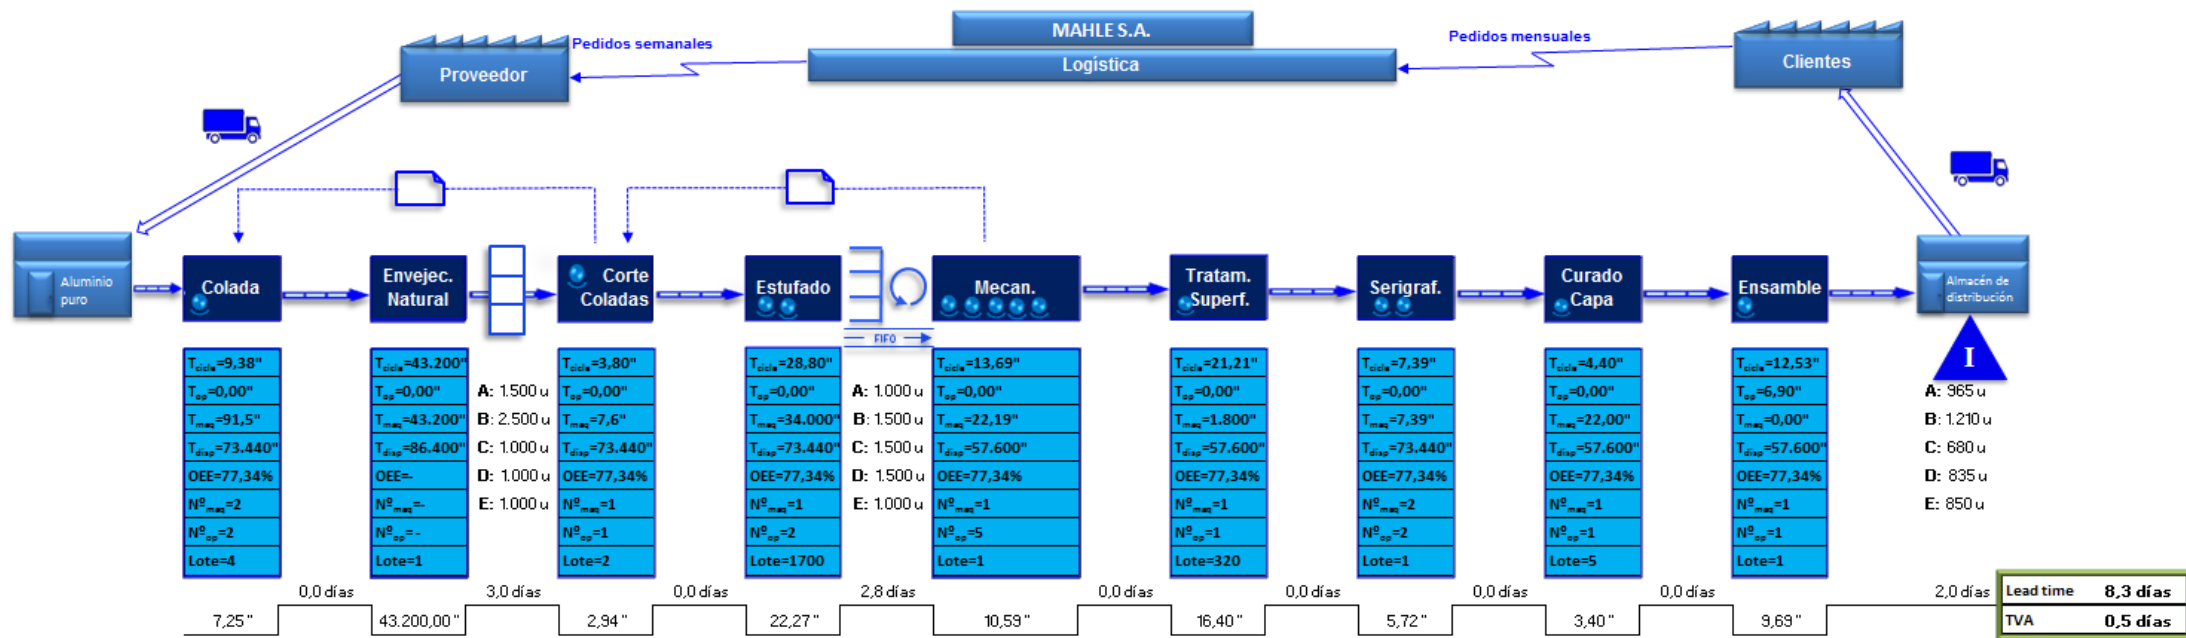 MAHLE S.A.
Logística
Pedidos semanales
Pedidos mensuales
Proveedor
Clientes
Aluminio
puro
Colada
Envejec.
Natural
Corte
Coladas
Estufado
FIFO
Mecan.
Tratam.
Superf.
Serigraf.
Curado
Capa
Ensamble
Almacén de
distribución
I
Tciclo=9,38"
Top=0,00"
Tmaq=91,5"
Tdisp=73.440"
OEE=77,34%
Nºmaq=2
Nºop=2
Lote=4
Tciclo=43.200"
Top=0,00"
Tmaq=43.200"
Tdisp=86.400"
OEE=-
Nºmaq=-
Nºop=-
Lote=1
A: 1.500 u
B: 2.500 u
C: 1.000 u
D: 1.000 u
E: 1.000 u
Tciclo=3,80"
Top=0,00"
Tmaq=7,6"
Tdisp=73.440"
OEE=77,34%
Nºmaq=1
Nºop=1
Lote=2
Tciclo=28,80"
Top=0,00"
Tmaq=34.000"
Tdisp=73.440"
OEE=77,34%
Nºmaq=1
Nºop=2
Lote=1700
A: 1.000 u
B: 1.500 u
C: 1.500 u
D: 1.500 u
E: 1.000 u
Tciclo=13,69"
Top=0,00"
Tmaq=22,19"
Tdisp=57.600"
OEE=77,34%
Nºmaq=1
Nºop=5
Lote=1
Tciclo=21,21"
Top=0,00"
Tmaq=1.800"
Tdisp=57.600"
OEE=77,34%
Nºmaq=1
Nºop=1
Lote=320
Tciclo=7,39"
Top=0,00"
Tmaq=7,39"
Tdisp=73.440"
OEE=77,34%
Nºmaq=2
Nºop=2
Lote=1
Tciclo=4,40"
Top=0,00"
Tmaq=22,00"
Tdisp=57.600"
OEE=77,34%
Nºmaq=1
Nºop=1
Lote=5
Tciclo=12,53"
Top=6,90"
Tmaq=0,00"
Tdisp=57.600"
OEE=77,34%
Nºmaq=1
Nºop=1
Lote=1
A: 965 u
B: 1.210 u
C: 680 u
D: 835 u
E: 850 u
0,0 días 3,0 días 0,0 días 2,8 días 0,0 días 0,0 días 0,0 días 0,0 días 2,0 días
7,25" 43.200,00" 2,94" 22,27" 10,59" 16,40" 5,72" 3,40" 9,69"
Lead time 8,3 días
TVA 0,5 días